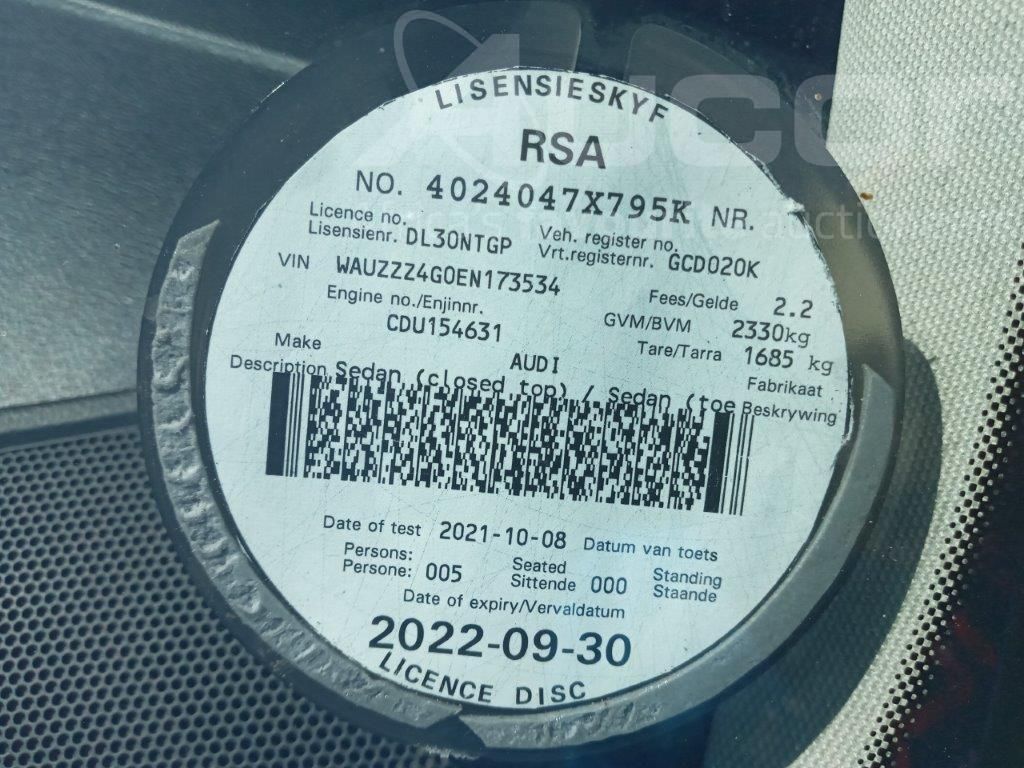 LISENSIESKYF
RSA
NO. 4024047X795K NR.
Licence no. Veh. register no.
Lisensienr. DL30NTGP Vrt.registernr. GCD020K
VIN WAUZZZ4G0EN173534 Fees/Gelde 2.2
Engine no./Enjinnr. GVM/BVM 2330kg
CDU154631 Tare/Tarra 1685 kg
Make AUDI Fabrikaat
Description Sedan (closed top) / Sedan (toe Beskrywing
Date of test 2021-10-08 Datum van toets
Persons: Seated Standing
Persone: 005 Sittende 000 Staande
Date of expiry/Vervaldatum
2022-09-30
LICENCE DISC